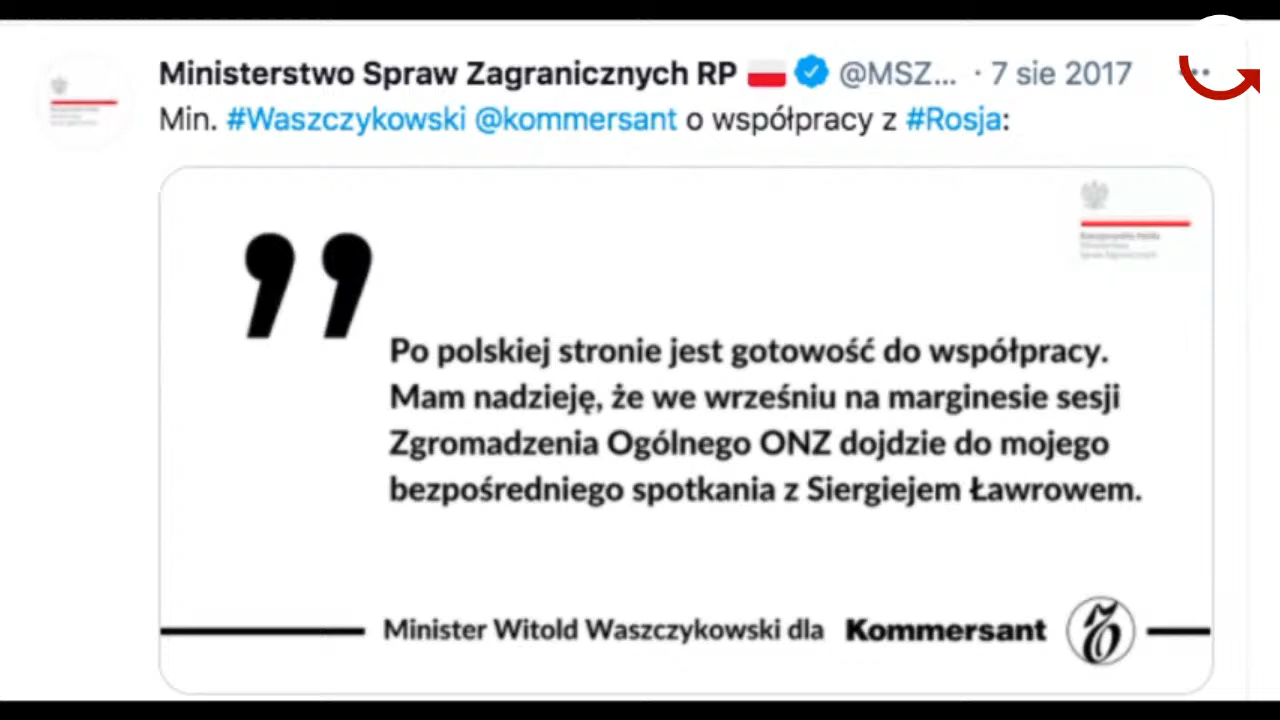 Ministerstwo Spraw Zagranicznych RP 🇵🇱 @MSZ... · 7 sie 2017
Min. #Waszczykowski @kommersant o współpracy z #Rosja:
Po polskiej stronie jest gotowość do współpracy.
Mam nadzieję, że we wrześniu na marginesie sesji
Zgromadzenia Ogólnego ONZ dojdzie do mojego
bezpośredniego spotkania z Siergiejem Ławrowem.
Minister Witold Waszczykowski dla Kommersant